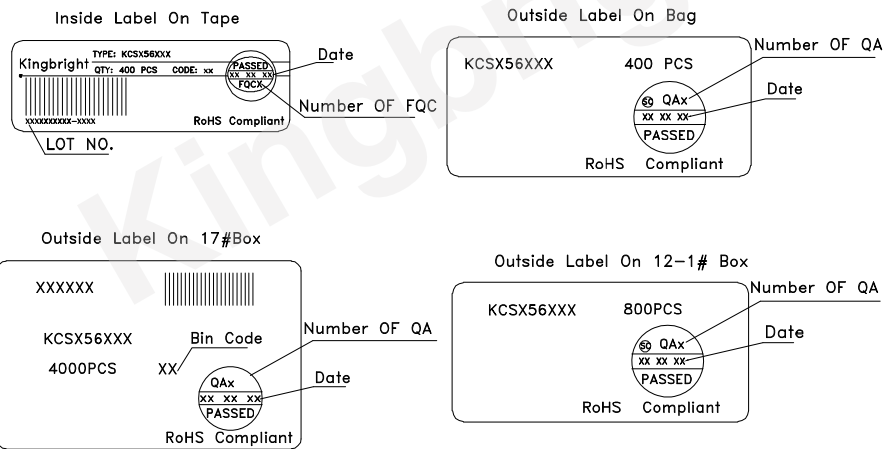 Inside Label On Tape
TYPE: KCSX56XXX
Kingbright
QTY: 400 PCS CODE: xx
PASSED
XX XX XX
FQCX
XXXXXXXXXX-XXXX
RoHS Compliant
Date
Number OF FQC
LOT NO.
Outside Label On Bag
KCSX56XXX 400 PCS
SC QAx
XX XX XX
PASSED
RoHS Compliant
Number OF QA
Date
Outside Label On 17#Box
XXXXXX
KCSX56XXX Bin Code
4000PCS XX
QAx
XX XX XX
PASSED
RoHS Compliant
Number OF QA
Date
Outside Label On 12-1# Box
KCSX56XXX 800PCS
SC QAx
XX XX XX
PASSED
RoHS Compliant
Number OF QA
Date
Kingbrig